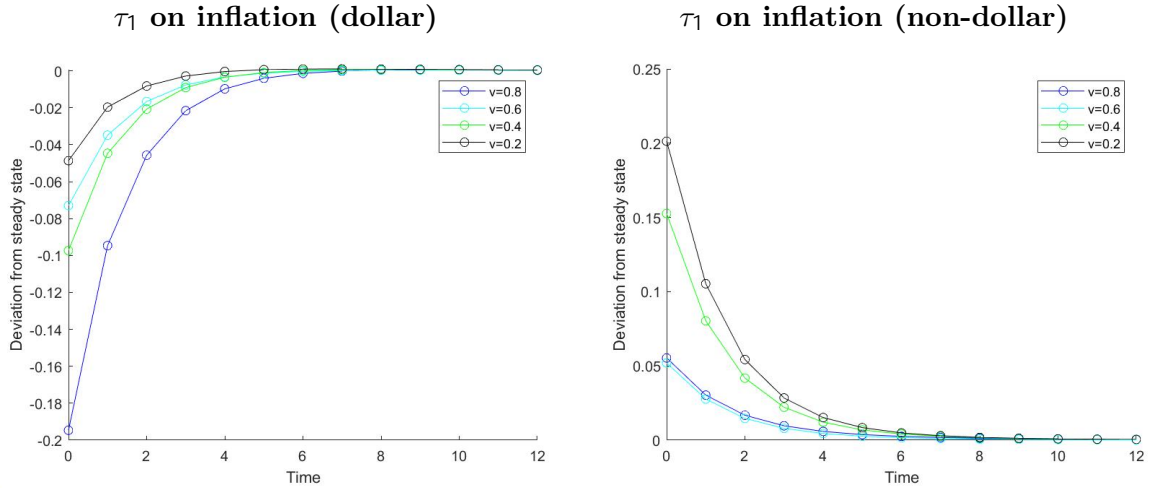 τ1 on inflation (dollar)
0
-0.02
-0.04
-0.06
-0.08
-0.1
-0.12
-0.14
-0.16
-0.18
-0.2
Deviation from steady state
0 2 4 6 8 10 12
Time
v=0.8
v=0.6
v=0.4
v=0.2
τ1 on inflation (non-dollar)
0.25
0.2
0.15
0.1
0.05
0
Deviation from steady state
0 2 4 6 8 10 12
Time
v=0.8
v=0.6
v=0.4
v=0.2